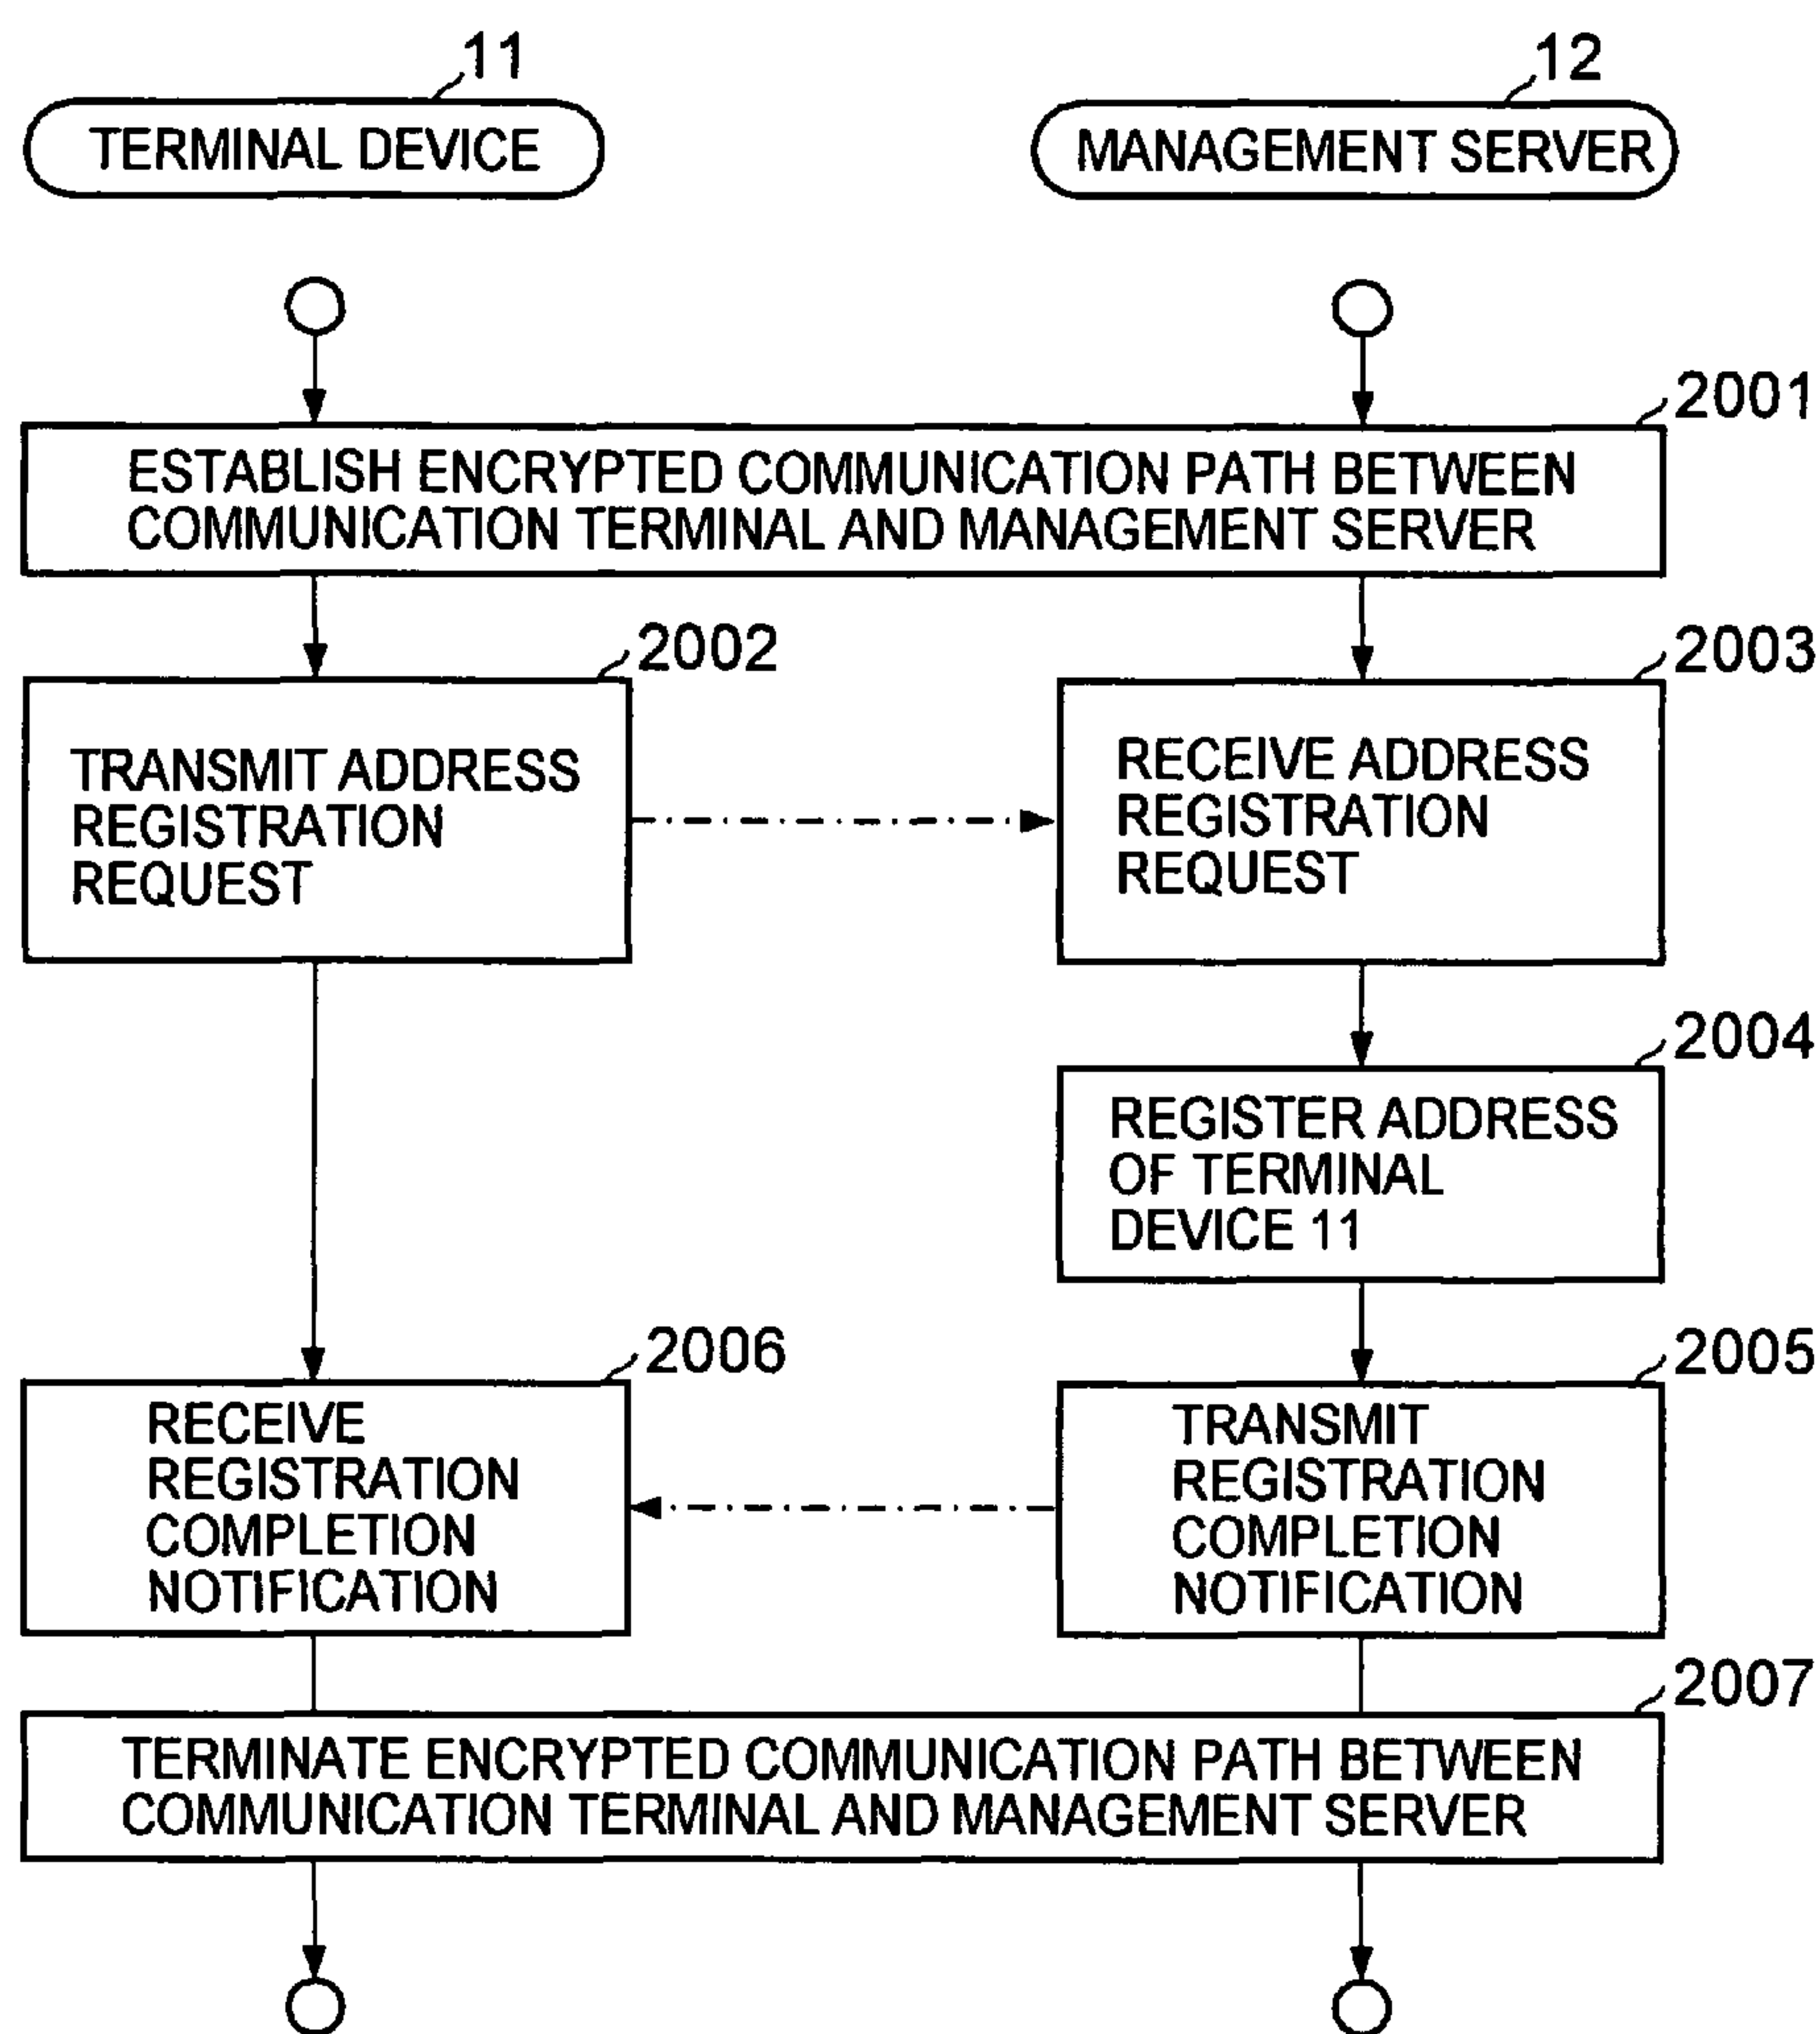 11
12
TERMINAL DEVICE
MANAGEMENT SERVER
2001
ESTABLISH ENCRYPTED COMMUNICATION PATH BETWEEN
COMMUNICATION TERMINAL AND MANAGEMENT SERVER
2002
TRANSMIT ADDRESS
REGISTRATION
REQUEST
2003
RECEIVE ADDRESS
REGISTRATION
REQUEST
2004
REGISTER ADDRESS
OF TERMINAL
DEVICE 11
2006
RECEIVE
REGISTRATION
COMPLETION
NOTIFICATION
2005
TRANSMIT
REGISTRATION
COMPLETION
NOTIFICATION
2007
TERMINATE ENCRYPTED COMMUNICATION PATH BETWEEN
COMMUNICATION TERMINAL AND MANAGEMENT SERVER